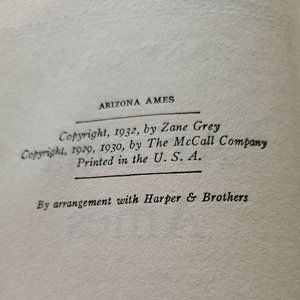 ARIZONA AMES
Copyright, 1932, by Zane Grey
Copyright, 1929, 1930, by The McCall Company
Printed in the U. S. A.
By arrangement with Harper & Brothers